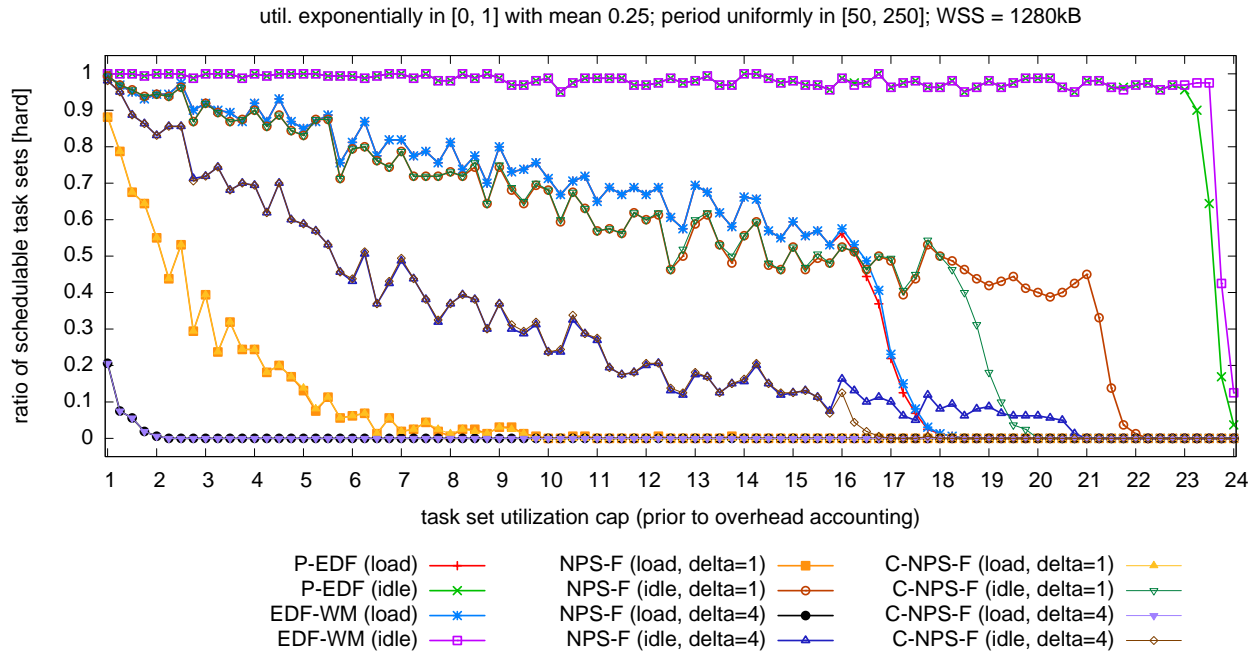 util. exponentially in [0, 1] with mean 0.25; period uniformly in [50, 250]; WSS = 1280kB
ratio of schedulable task sets [hard]
1
0.9
0.8
0.7
0.6
0.5
0.4
0.3
0.2
0.1
0
1 2 3 4 5 6 7 8 9 10 11 12 13 14 15 16 17 18 19 20 21 22 23 24
task set utilization cap (prior to overhead accounting)
P-EDF (load) NPS-F (load, delta=1) C-NPS-F (load, delta=1)
P-EDF (idle) NPS-F (idle, delta=1) C-NPS-F (idle, delta=1)
EDF-WM (load) NPS-F (load, delta=4) C-NPS-F (load, delta=4)
EDF-WM (idle) NPS-F (idle, delta=4) C-NPS-F (idle, delta=4)